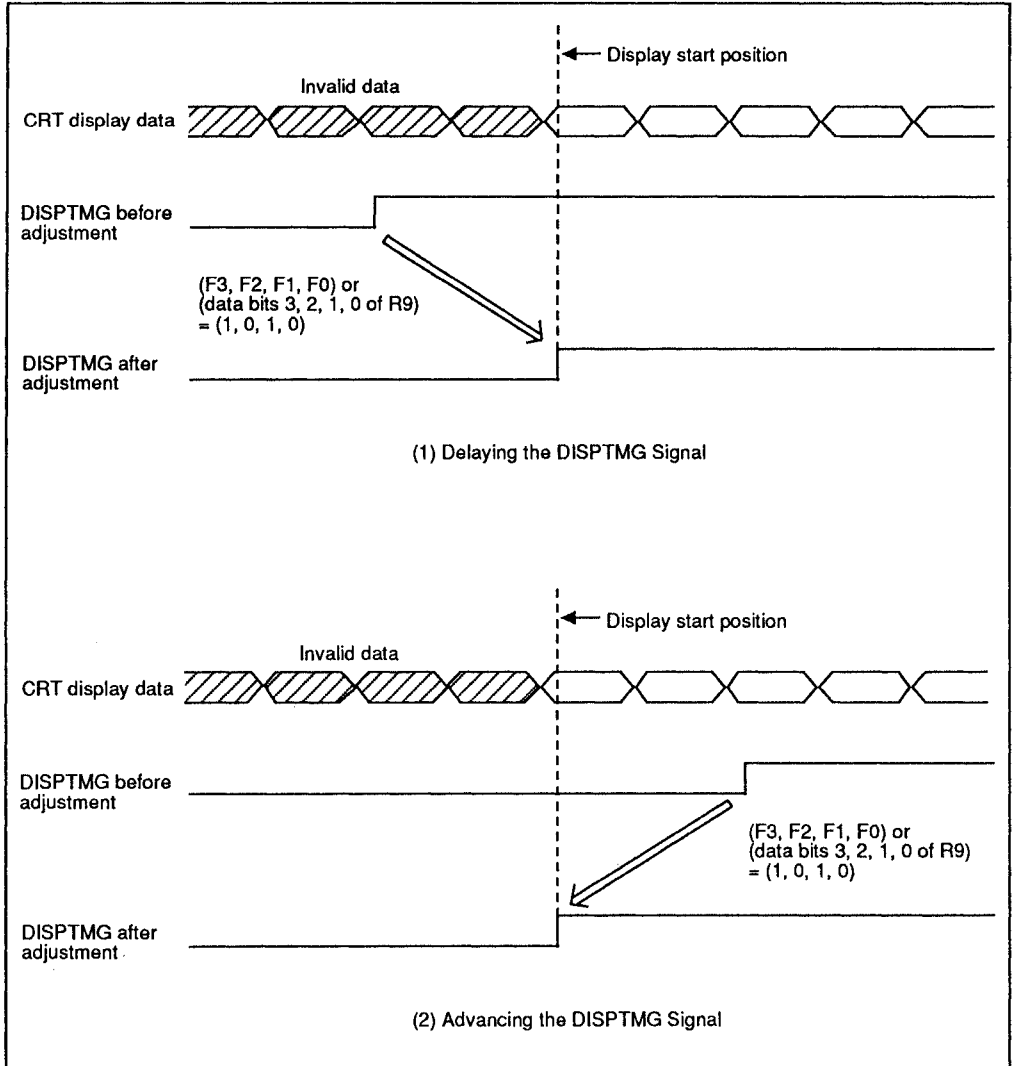 Display start position
Invalid data
CRT display data
DISPTMG before
adjustment
(F3, F2, F1, F0) or
(data bits 3, 2, 1, 0 of R9)
= (1, 0, 1, 0)
DISPTMG after
adjustment
(1) Delaying the DISPTMG Signal
Display start position
Invalid data
CRT display data
DISPTMG before
adjustment
(F3, F2, F1, F0) or
(data bits 3, 2, 1, 0 of R9)
= (1, 0, 1, 0)
DISPTMG after
adjustment
(2) Advancing the DISPTMG Signal